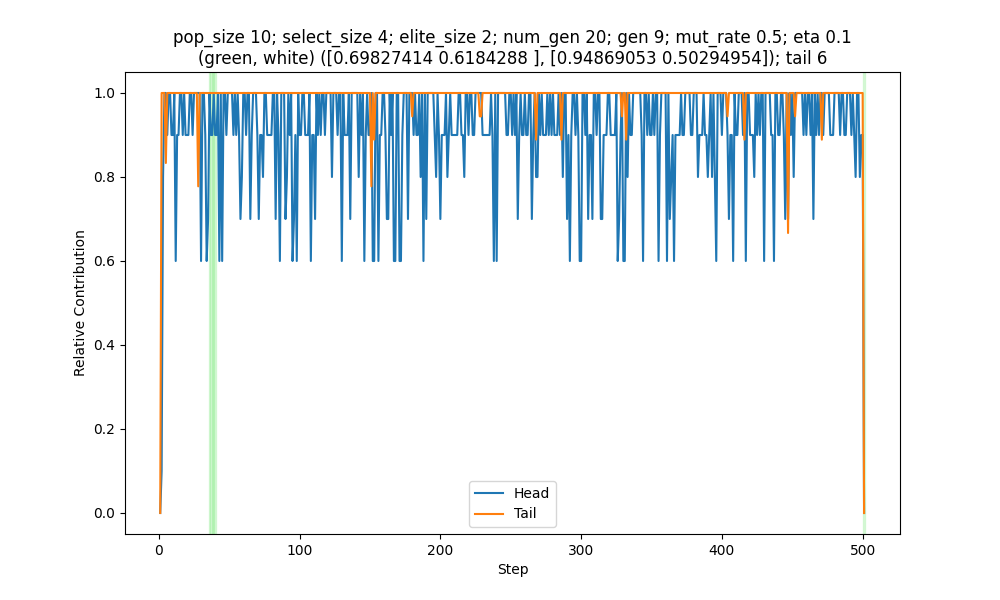 pop_size 10; select_size 4; elite_size 2; num_gen 20; gen 9; mut_rate 0.5; eta 0.1
(green, white) ([0.69827414 0.6184288 ], [0.94869053 0.50294954]); tail 6
1.0
0.8
0.6
0.4
0.2
0.0
Relative Contribution
Head
Tail
0
100
200
300
400
500
Step